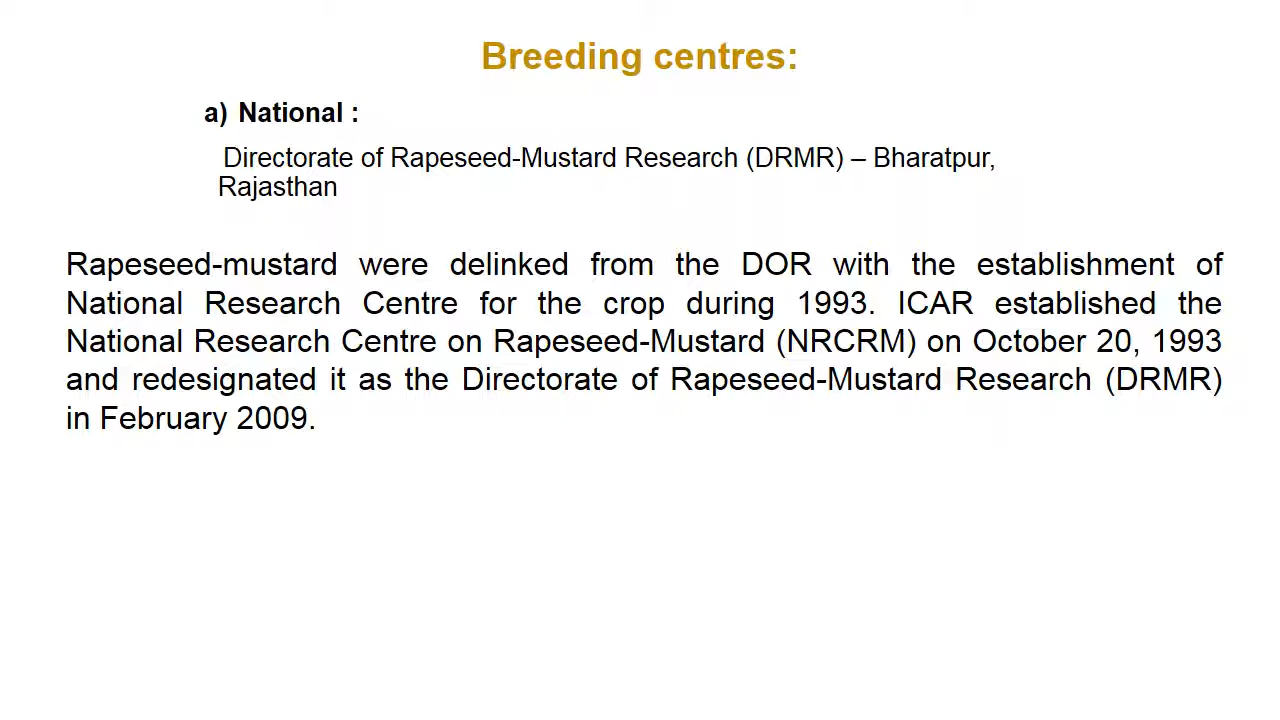 Breeding centres:
a) National :
Directorate of Rapeseed-Mustard Research (DRMR) – Bharatpur,
Rajasthan
Rapeseed-mustard were delinked from the DOR with the establishment of
National Research Centre for the crop during 1993. ICAR established the
National Research Centre on Rapeseed-Mustard (NRCRM) on October 20, 1993
and redesignated it as the Directorate of Rapeseed-Mustard Research (DRMR)
in February 2009.